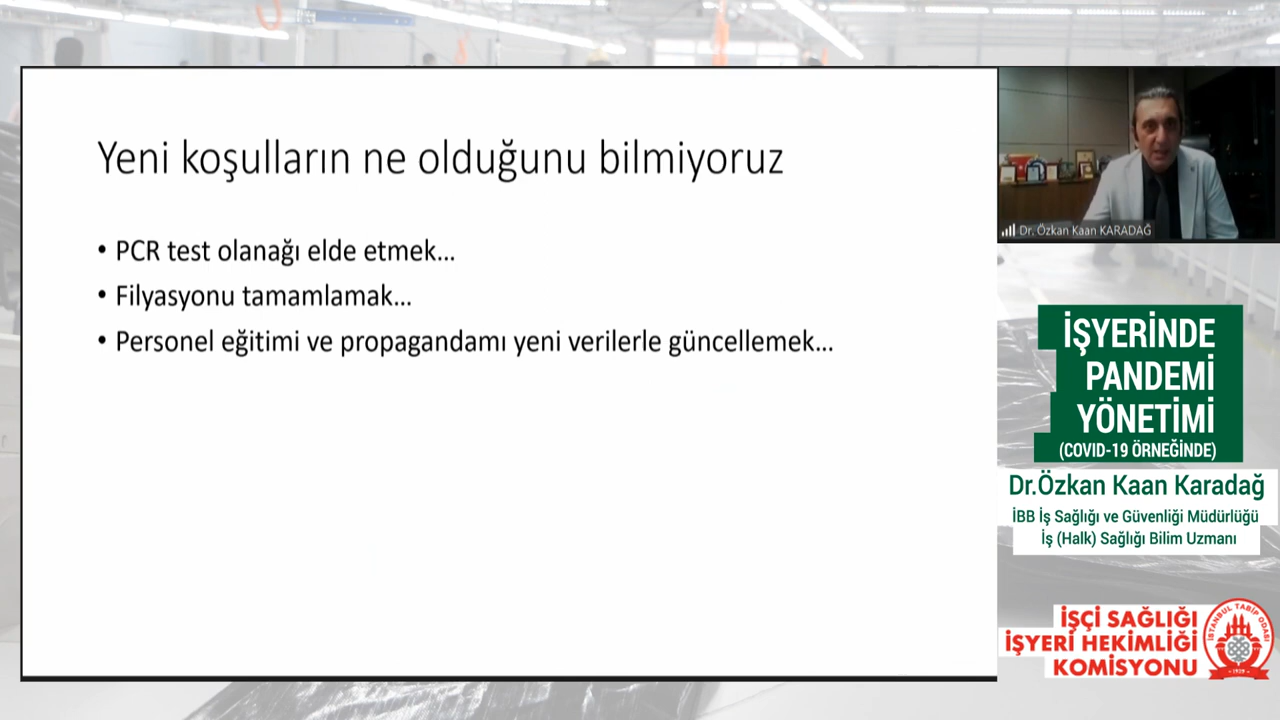 Yeni koşulların ne olduğunu bilmiyoruz
• PCR test olanağı elde etmek...
• Filyasyonu tamamlamak...
• Personel eğitimi ve propagandamı yeni verilerle güncellemek...
Dr. Özkan Kaan KARADAĞ
İŞYERİNDE
PANDEMİ
YÖNETİMİ
(COVID-19 ÖRNEĞİNDE)
Dr.Özkan Kaan Karadağ
İBB İş Sağlığı ve Güvenliği Müdürlüğü
İş (Halk) Sağlığı Bilim Uzmanı
İŞÇİ SAĞLIĞI
İŞYERİ HEKİMLİĞİ
KOMİSYONU
İSTANBUL TABİP ODASI
1929